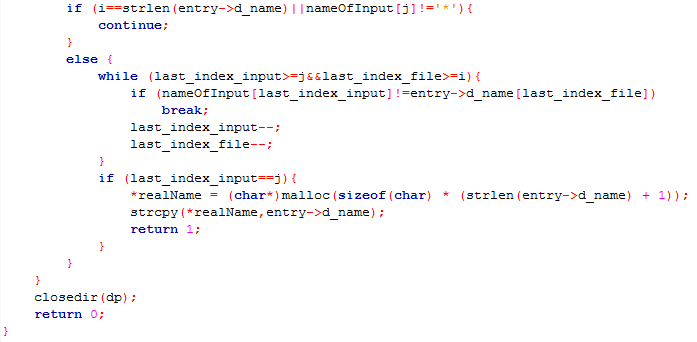 if (i==strlen(entry->d_name)||nameOfInput[j]!='*'){
continue;
}
else {
while (last_index_input>=j&&last_index_file>=i){
if (nameOfInput[last_index_input]!=entry->d_name[last_index_file])
break;
last_index_input--;
last_index_file--;
}
if (last_index_input==j){
*realName = (char*)malloc(sizeof(char) * (strlen(entry->d_name) + 1));
strcpy(*realName,entry->d_name);
return 1;
}
}
}
closedir(dp);
return 0;
}